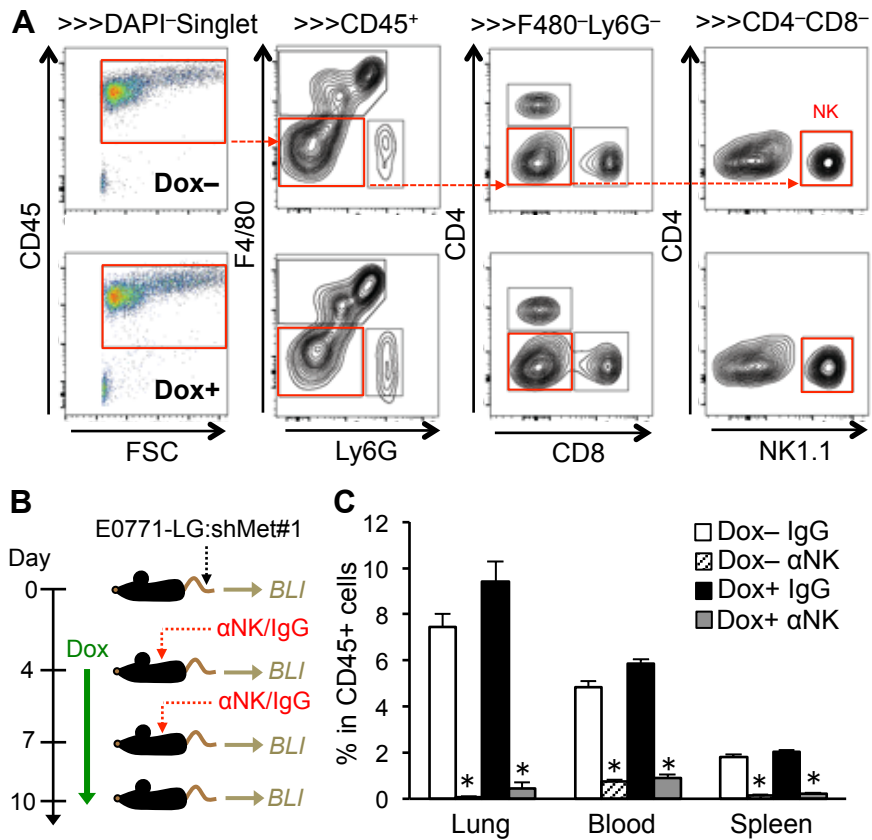 A
>>>DAPI–Singlet >>>CD45+ >>>F480–Ly6G– >>>CD4–CD8–
CD45
F4/80
CD4
CD4
Dox–
NK
Dox+
FSC
Ly6G
CD8
NK1.1
B
E0771-LG:shMet#1
Day
0
BLI
αNK/IgG
Dox
4
BLI
αNK/IgG
7
BLI
10
BLI
C
% in CD45+ cells
12
10
8
6
4
2
0
Dox– IgG
Dox– αNK
Dox+ IgG
Dox+ αNK
* * * * * *
Lung Blood Spleen